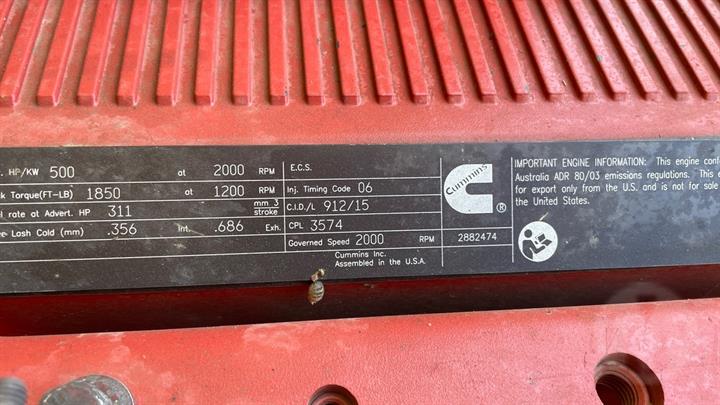 . HP/KW 500 at 2000 RPM
k Torque(FT-LB) 1850 at 1200 RPM
l rate at Advert. HP 311 mm 3 stroke
e Lash Cold (mm) .356 Int. .686 Exh.
E.C.S.
Inj. Timing Code 06
C.I.D./L 912/15
CPL 3574
Governed Speed 2000 RPM
Cummins Inc.
Assembled in the U.S.A.
Cummins
®
2882474
IMPORTANT ENGINE INFORMATION: This engine conf
Australia ADR 80/03 emissions regulations. This e
for export only from the U.S. and is not for sale
the United States.